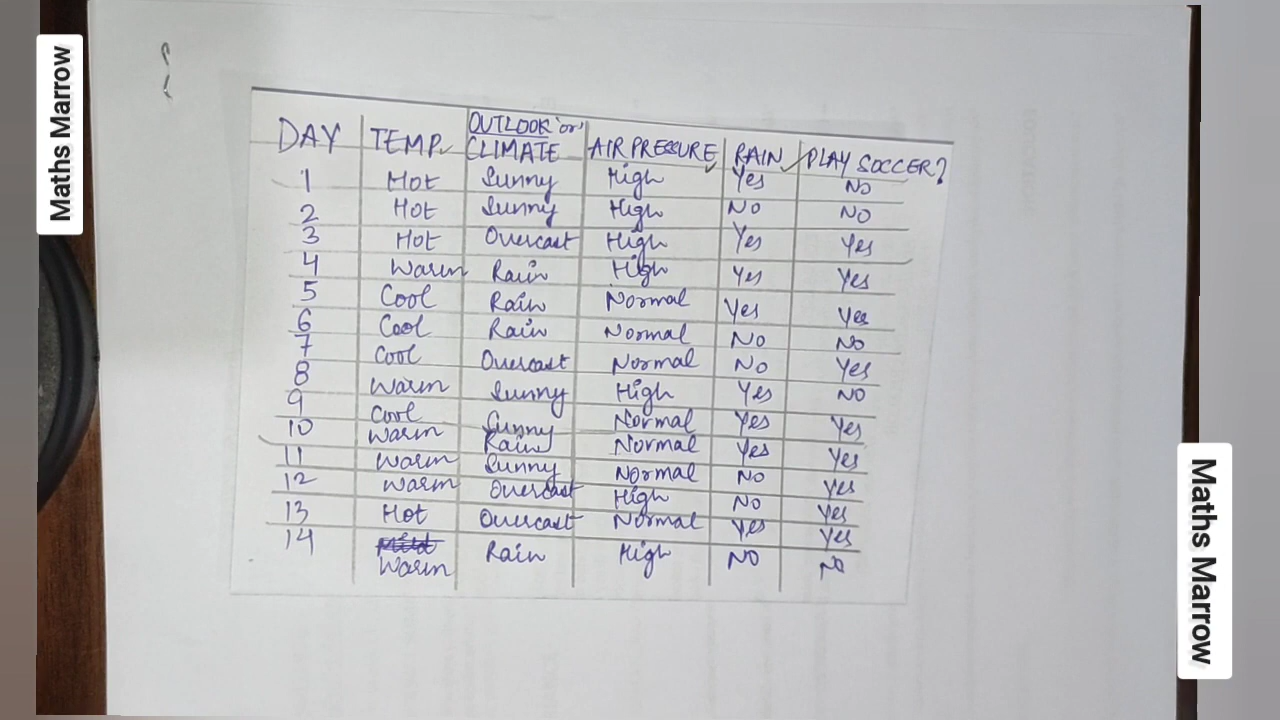 Maths Marrow
DAY TEMP. OUTLOOK 'or' CLIMATE AIR PRESSURE RAIN PLAY SOCCER?
1 Hot Sunny High Yes No
2 Hot Sunny High No No
3 Hot Overcast High Yes Yes
4 Warm Rain High Yes Yes
5 Cool Rain Normal Yes Yes
6 Cool Rain Normal No No
7 Cool Overcast Normal No Yes
8 Warm Sunny High Yes No
9 Cool Sunny Normal Yes Yes
10 Warm Rain Normal Yes Yes
11 Warm Sunny Normal No Yes
12 Warm Overcast High No Yes
13 Hot Overcast Normal Yes Yes
14 Warm Rain High NO No
Maths Marrow